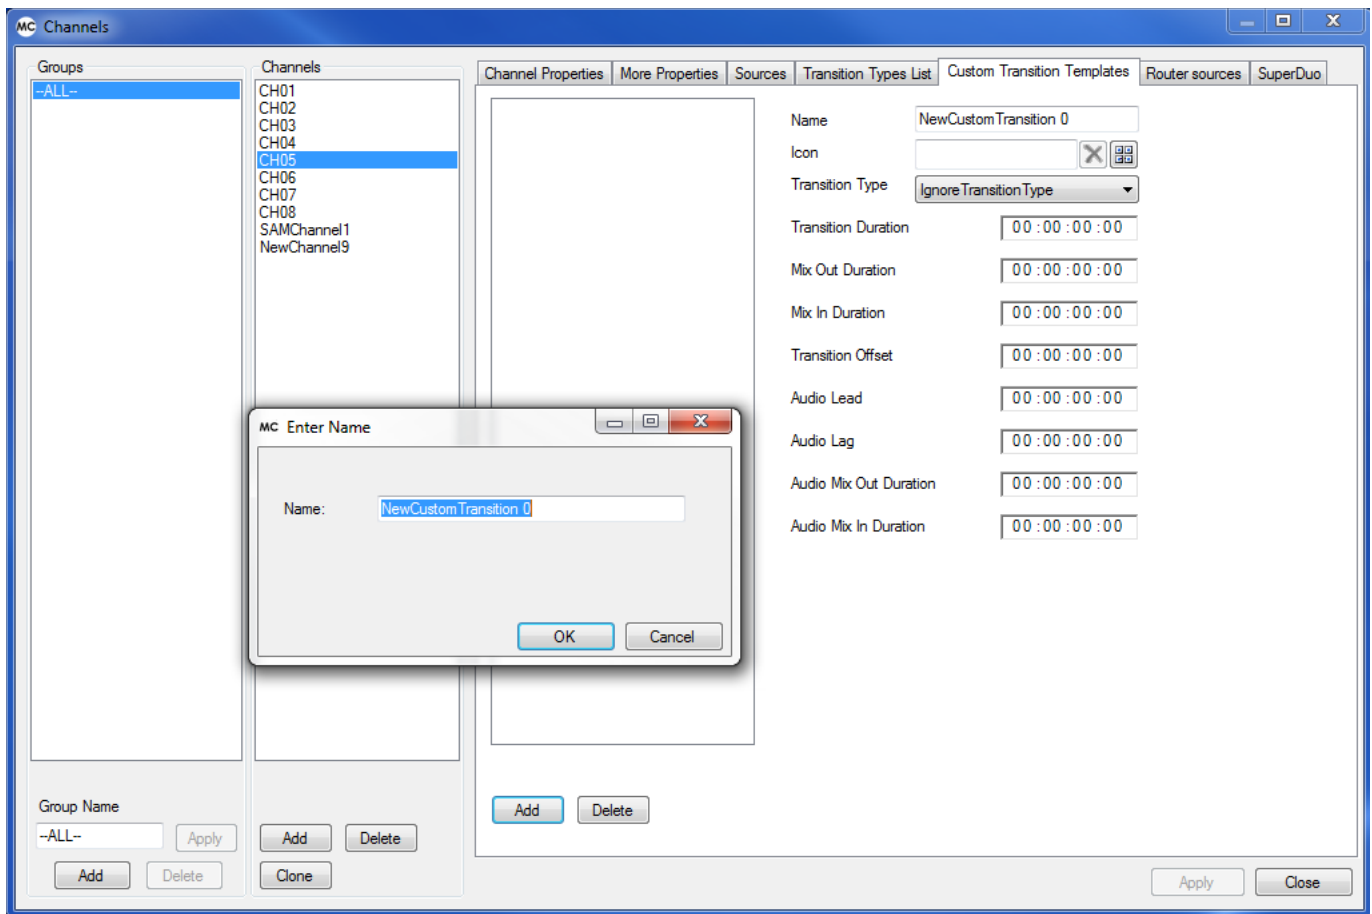 MC Channels
Groups
--ALL--
Group Name
--ALL--
Apply
Add
Delete
Channels
CH01
CH02
CH03
CH04
CH05
CH06
CH07
CH08
SAMChannel1
NewChannel9
Add
Delete
Clone
Channel Properties
More Properties
Sources
Transition Types List
Custom Transition Templates
Router sources
SuperDuo
Name
NewCustomTransition 0
Icon
Transition Type
IgnoreTransitionType
Transition Duration
00:00:00:00
Mix Out Duration
00:00:00:00
Mix In Duration
00:00:00:00
Transition Offset
00:00:00:00
Audio Lead
00:00:00:00
Audio Lag
00:00:00:00
Audio Mix Out Duration
00:00:00:00
Audio Mix In Duration
00:00:00:00
Add
Delete
Apply
Close
MC Enter Name
Name:
NewCustomTransition 0
OK
Cancel